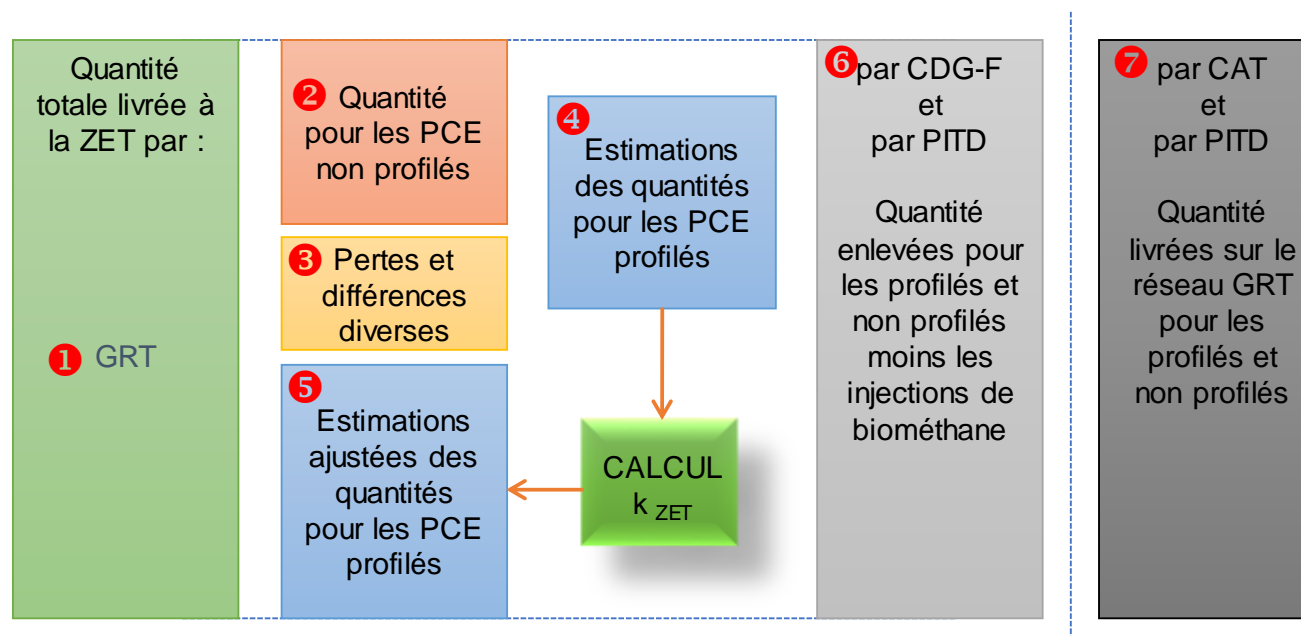 Quantité
totale livrée à
la ZET par :
❶ GRT
❷ Quantité
pour les PCE
non profilés
❸ Pertes et
différences
diverses
❹
Estimations
des quantités
pour les PCE
profilés
❺
Estimations
ajustées des
quantités
pour les PCE
profilés
CALCUL
k ZET
❻ par CDG-F
et
par PITD
Quantité
enlevées pour
les profilés et
non profilés
moins les
injections de
biométhane
❼ par CAT
et
par PITD
Quantité
livrées sur le
réseau GRT
pour les
profilés et
non profilés